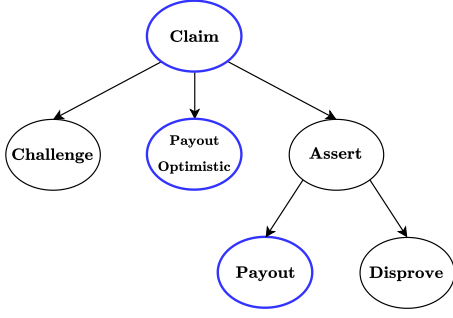 Claim
Challenge
Payout
Optimistic
Assert
Payout
Disprove